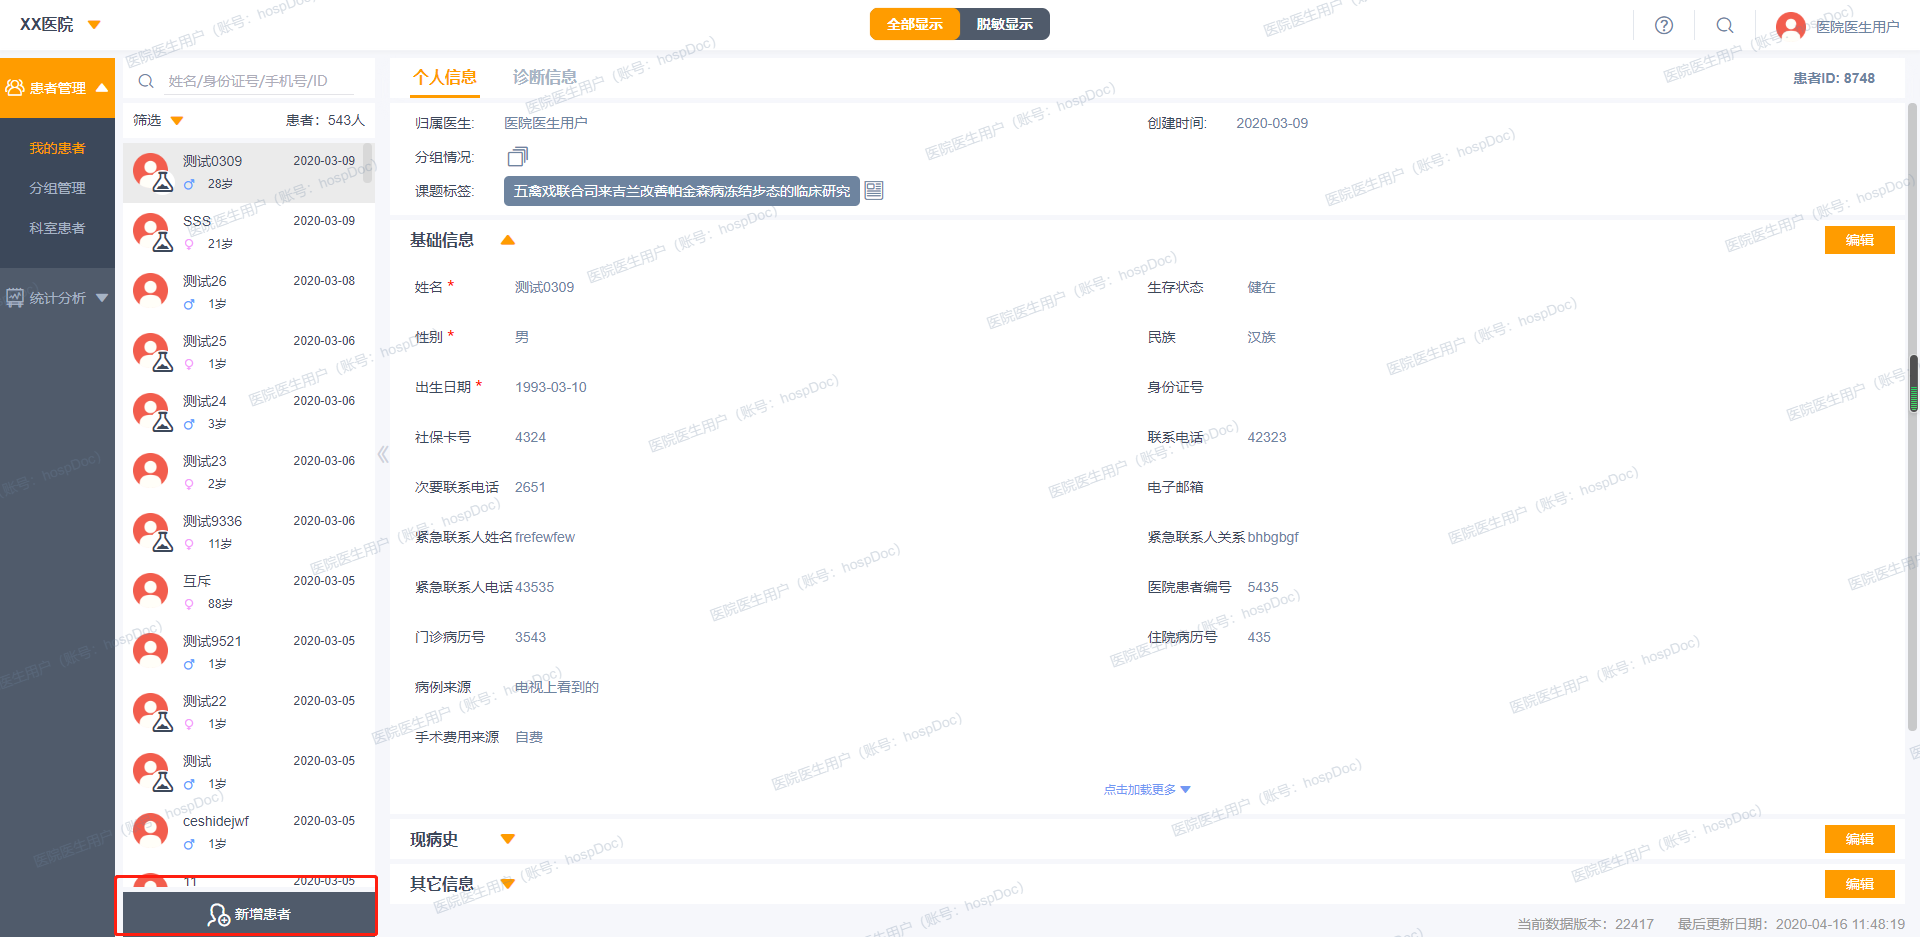 XX医院
全部显示 脱敏显示
医院医生用户
患者管理
我的患者
分组管理
科室患者
统计分析
姓名/身份证号/手机号/ID
筛选 患者：543人
测试0309 2020-03-09
28岁
SSS 2020-03-09
21岁
测试26 2020-03-08
1岁
测试25 2020-03-06
1岁
测试24 2020-03-06
3岁
测试23 2020-03-06
2岁
测试9336 2020-03-06
11岁
互斥 2020-03-05
88岁
测试9521 2020-03-05
1岁
测试22 2020-03-05
1岁
测试 2020-03-05
1岁
ceshidejwf 2020-03-05
1岁
11 2020-03-05
新增患者
个人信息 诊断信息 患者ID: 8748
归属医生: 医院医生用户 创建时间: 2020-03-09
分组情况:
课题标签: 五禽戏联合司来吉兰改善帕金森病冻结步态的临床研究
基础信息 编辑
姓名 * 测试0309 生存状态 健在
性别 * 男 民族 汉族
出生日期 * 1993-03-10 身份证号
社保卡号 4324 联系电话 42323
次要联系电话 2651 电子邮箱
紧急联系人姓名 frefewfew 紧急联系人关系 bhbgbgf
紧急联系人电话 43535 医院患者编号 5435
门诊病历号 3543 住院病历号 435
病例来源 电视上看到的
手术费用来源 自费
点击加载更多
现病史 编辑
其它信息 编辑
当前数据版本：22417 最后更新日期：2020-04-16 11:48:19
医院医生用户（账号：hospDoc）